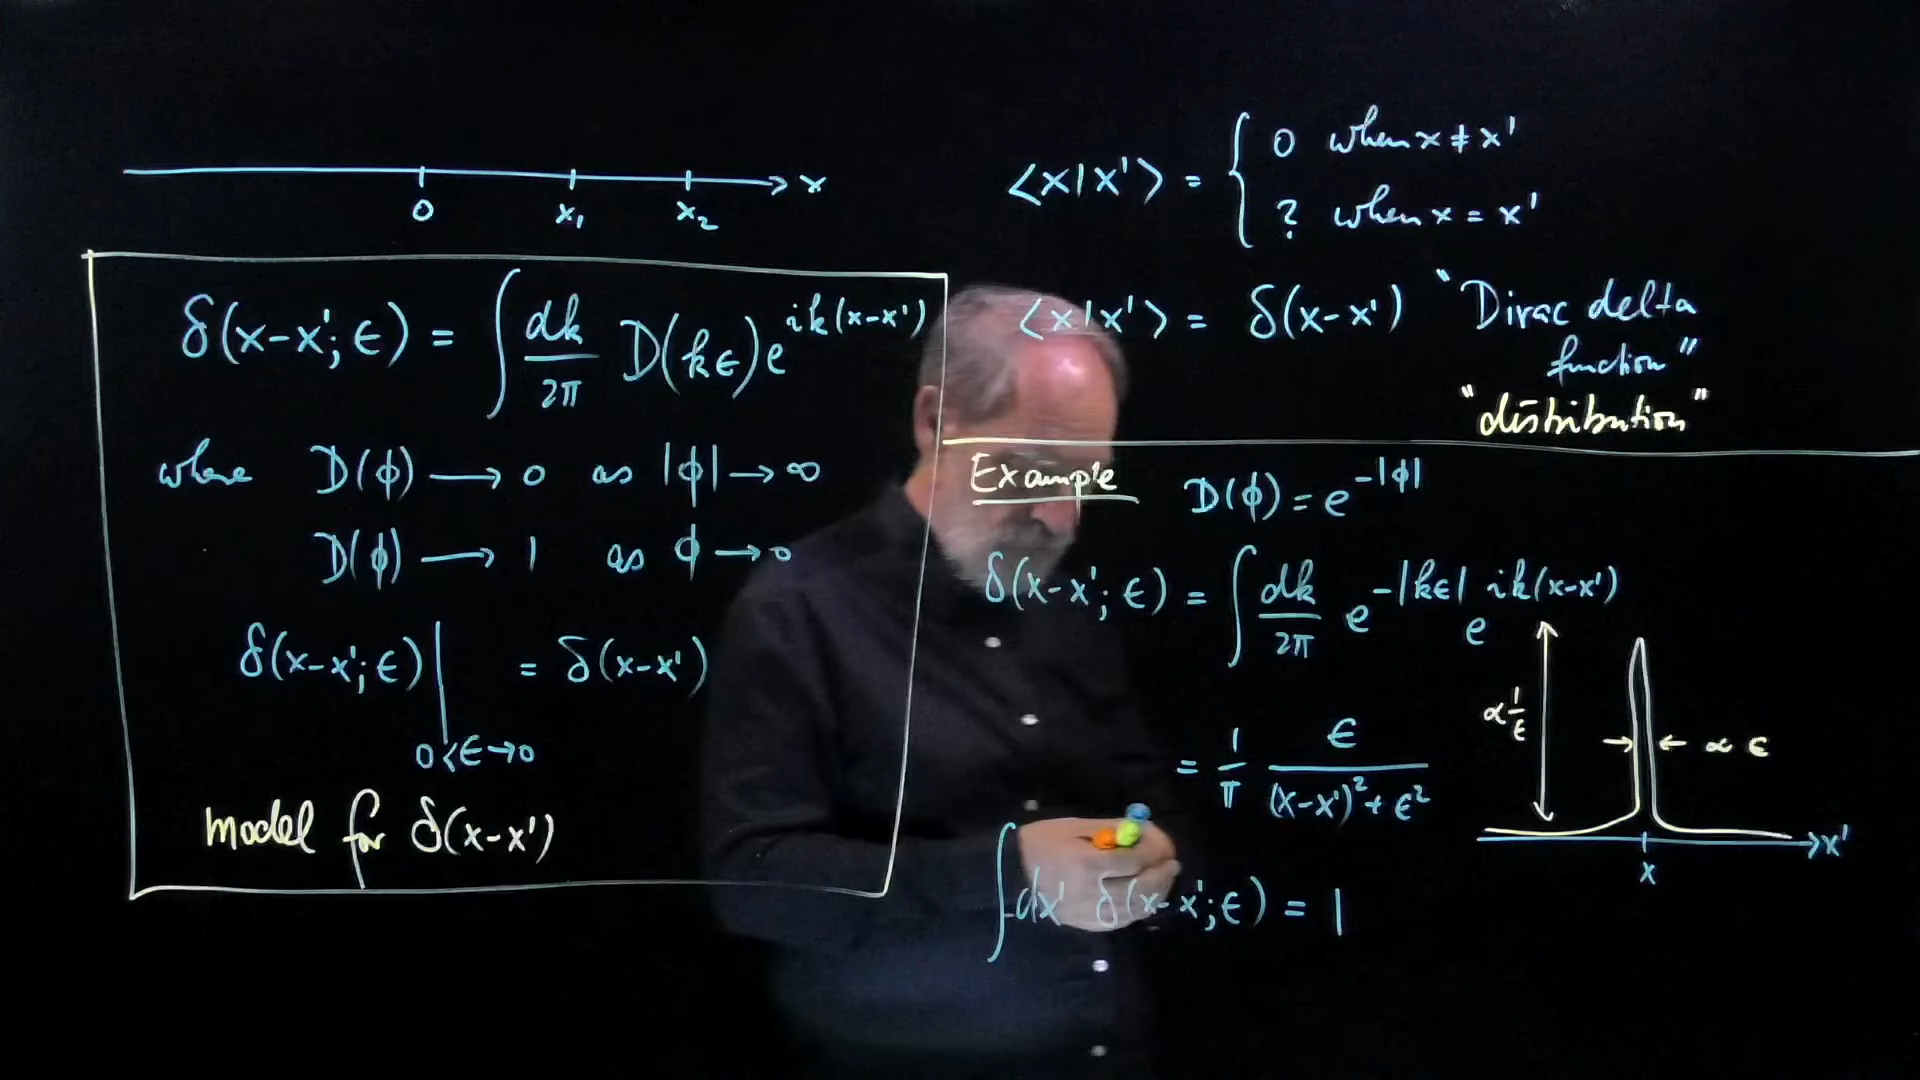 x
0 x₁ x₂
δ(x-x'; ϵ) = ∫ dk/2π D(kϵ) e^{ik(x-x')}
where D(ϕ) ⟶ 0 as |ϕ| → ∞
D(ϕ) ⟶ 1 as ϕ → 0
δ(x-x'; ϵ)| = δ(x-x')
0<ϵ→0
model for δ(x-x')
⟨x|x'⟩ = { 0 when x ≠ x'
? when x = x'
⟨x|x'⟩ = δ(x-x') "Dirac delta
function"
"distribution"
Example D(ϕ) = e^{-|ϕ|}
δ(x-x'; ϵ) = ∫ dk/2π e^{-|kϵ|} e^{ik(x-x')}
= 1/π ϵ/((x-x')² + ϵ²)
∫dx' δ(x-x'; ϵ) = 1
∝ 1/ϵ
→ ← ∝ ϵ
x'
x